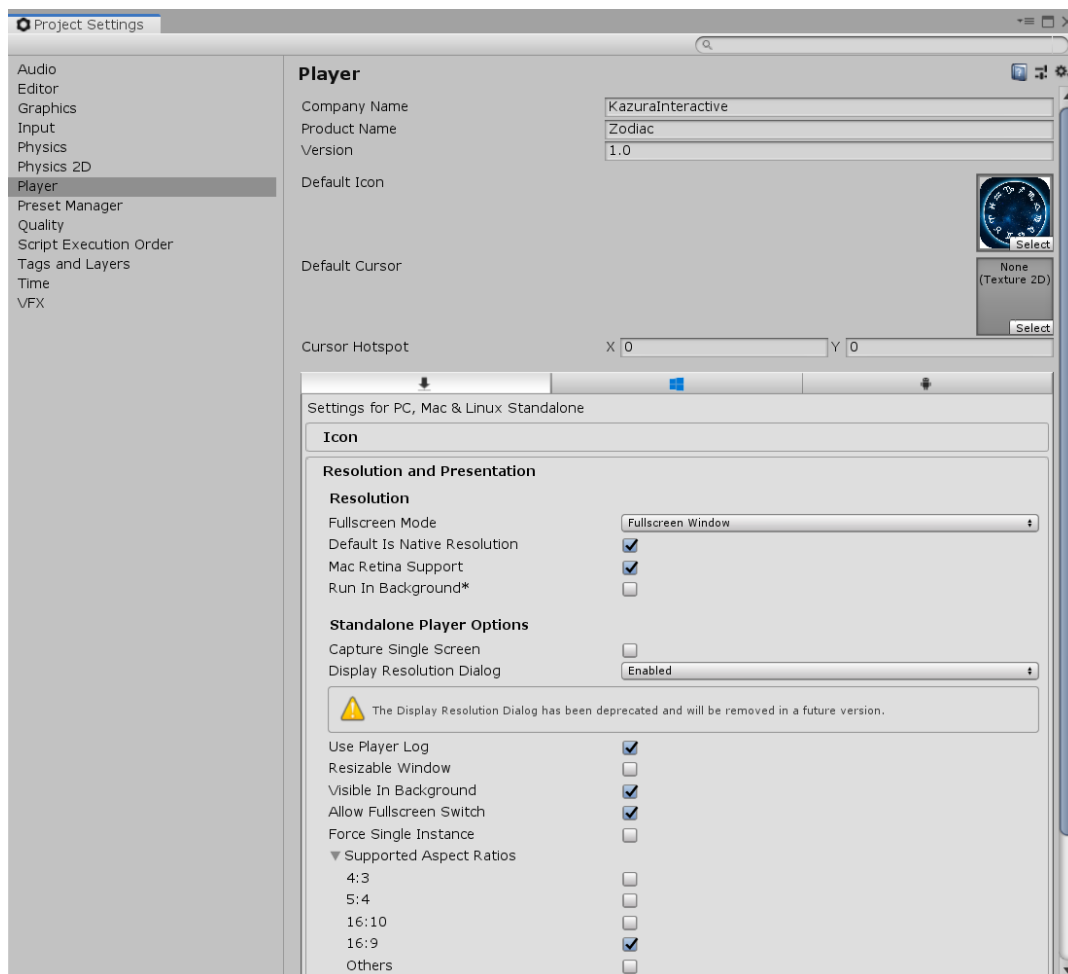 Project Settings
Audio
Editor
Graphics
Input
Physics
Physics 2D
Player
Preset Manager
Quality
Script Execution Order
Tags and Layers
Time
VFX
Player
Company Name KazuraInteractive
Product Name Zodiac
Version 1.0
Default Icon
Select
Default Cursor
None
(Texture 2D)
Select
Cursor Hotspot X 0 Y 0
Settings for PC, Mac & Linux Standalone
Icon
Resolution and Presentation
Resolution
Fullscreen Mode Fullscreen Window
Default Is Native Resolution
Mac Retina Support
Run In Background*
Standalone Player Options
Capture Single Screen
Display Resolution Dialog Enabled
The Display Resolution Dialog has been deprecated and will be removed in a future version.
Use Player Log
Resizable Window
Visible In Background
Allow Fullscreen Switch
Force Single Instance
Supported Aspect Ratios
4:3
5:4
16:10
16:9
Others